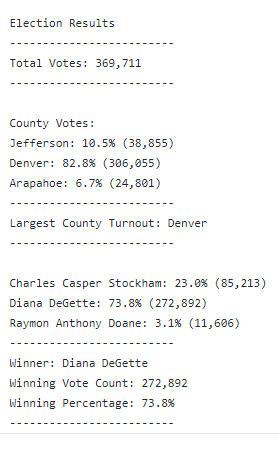 Election Results
-------------------------
Total Votes: 369,711
-------------------------
County Votes:
Jefferson: 10.5% (38,855)
Denver: 82.8% (306,055)
Arapahoe: 6.7% (24,801)
-------------------------
Largest County Turnout: Denver
-------------------------
Charles Casper Stockham: 23.0% (85,213)
Diana DeGette: 73.8% (272,892)
Raymon Anthony Doane: 3.1% (11,606)
-------------------------
Winner: Diana DeGette
Winning Vote Count: 272,892
Winning Percentage: 73.8%
-------------------------